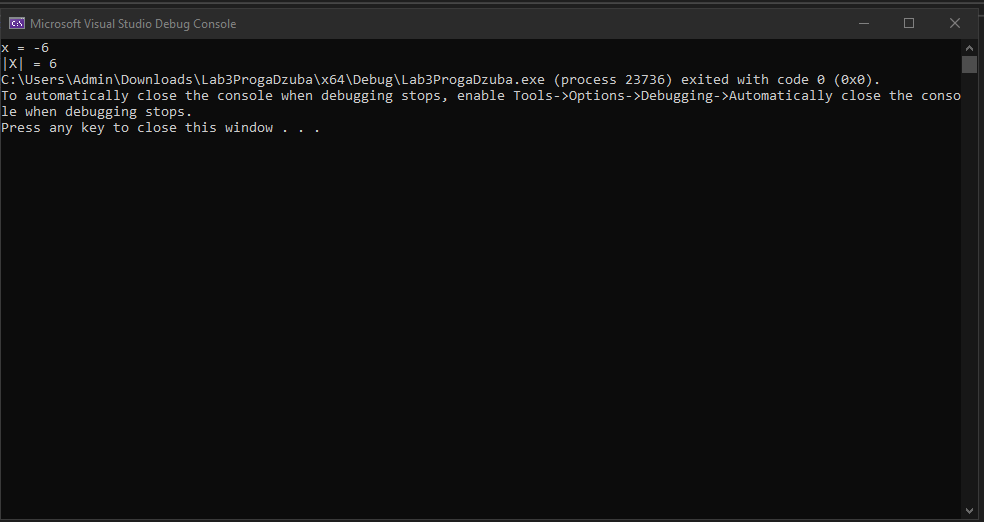 Microsoft Visual Studio Debug Console
x = -6
|X| = 6
C:\Users\Admin\Downloads\Lab3ProgaDzuba\x64\Debug\Lab3ProgaDzuba.exe (process 23736) exited with code 0 (0x0).
To automatically close the console when debugging stops, enable Tools->Options->Debugging->Automatically close the conso
le when debugging stops.
Press any key to close this window . . .